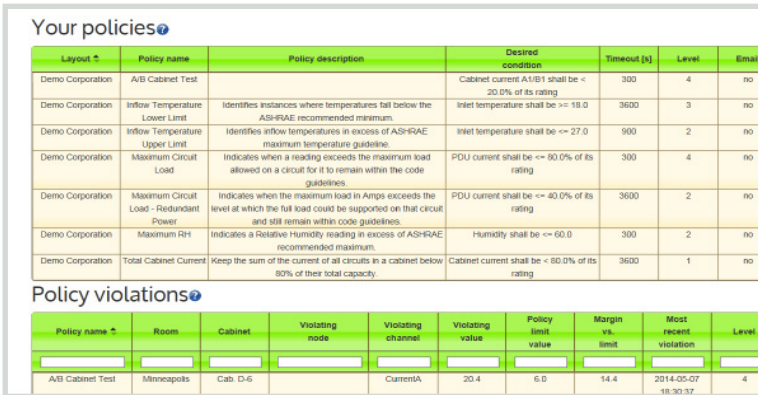 Your policies
Layout Policy name Policy description Desired condition Timeout [s] Level Email
Demo Corporation A/B Cabinet Test Cabinet current A1/B1 shall be < 20.0% of its rating 300 4 no
Demo Corporation Inflow Temperature Lower Limit Identifies instances where temperatures fall below the ASHRAE recommended minimum. Inlet temperature shall be >= 18.0 3600 3 no
Demo Corporation Inflow Temperature Upper Limit Identifies inflow temperatures in excess of ASHRAE maximum temperature guideline. Inlet temperature shall be <= 27.0 900 2 no
Demo Corporation Maximum Circuit Load Indicates when a reading exceeds the maximum load allowed on a circuit for it to remain within the code guidelines. PDU current shall be <= 80.0% of its rating 300 4 no
Demo Corporation Maximum Circuit Load - Redundant Power Indicates when the maximum load in Amps exceeds the level at which the full load could be supported on that circuit and still remain within code guidelines. PDU current shall be <= 40.0% of its rating 3600 2 no
Demo Corporation Maximum RH Indicates a Relative Humidity reading in excess of ASHRAE recommended maximum. Humidity shall be <= 60.0 300 2 no
Demo Corporation Total Cabinet Current Keep the sum of the current of all circuits in a cabinet below 80% of their total capacity. Cabinet current shall be < 80.0% of its rating 3600 1 no
Policy violations
Policy name Room Cabinet Violating node Violating channel Violating value Policy limit value Margin vs. limit Most recent violation Level
A/B Cabinet Test Minneapolis Cab. D-6 CurrentA 20.4 6.0 14.4 2014-05-07 18:30:37 4